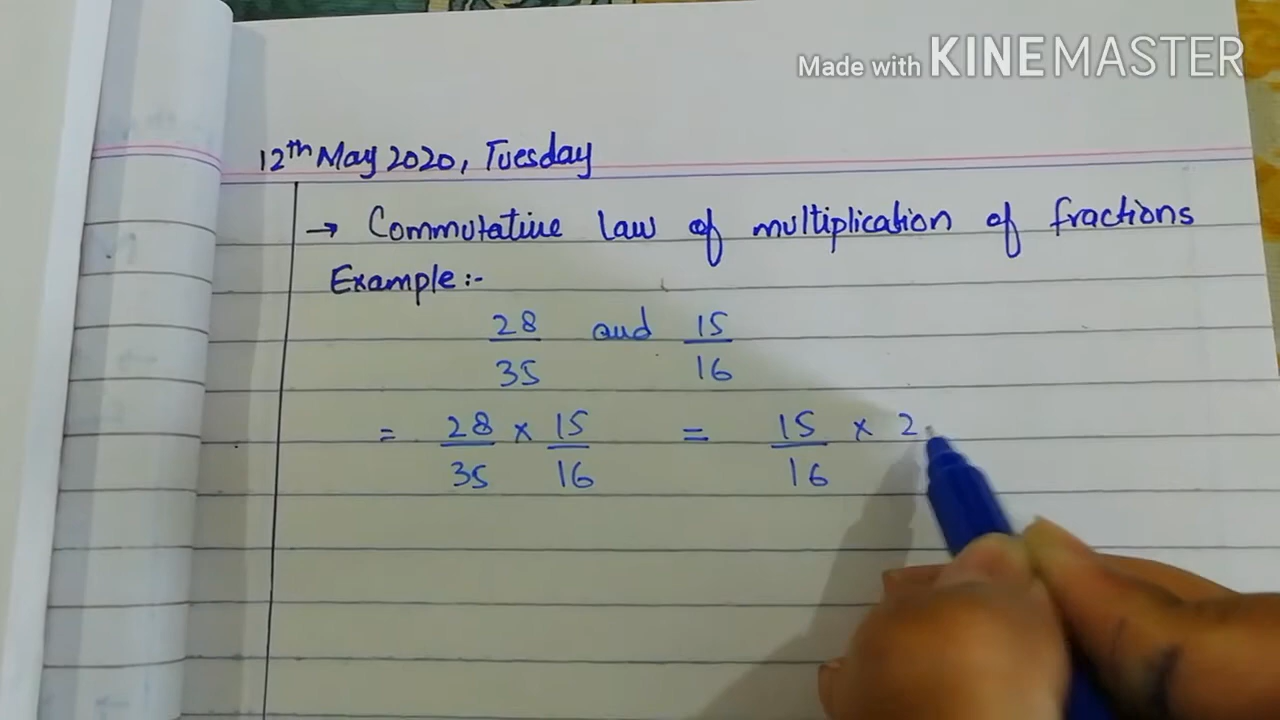 Made with KINEMASTER
12th May 2020, Tuesday
→ Commutative law of multiplication of fractions
Example:-
28/35 and 15/16
= 28/35 × 15/16 = 15/16 × 2